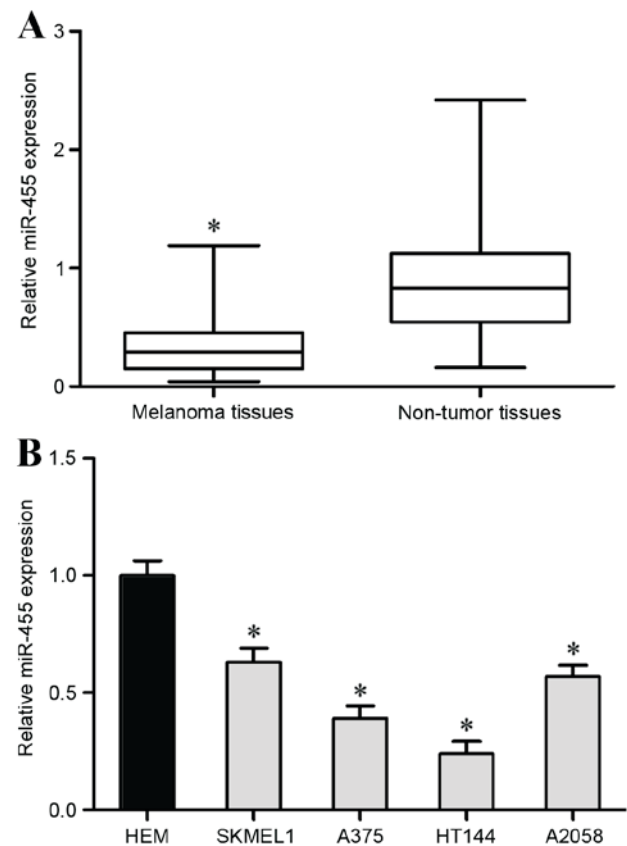 A
Relative miR-455 expression
3
2
1
0
*
Melanoma tissues Non-tumor tissues
B
Relative miR-455 expression
1.5
1.0
0.5
0.0
* * * *
HEM SKMEL1 A375 HT144 A2058